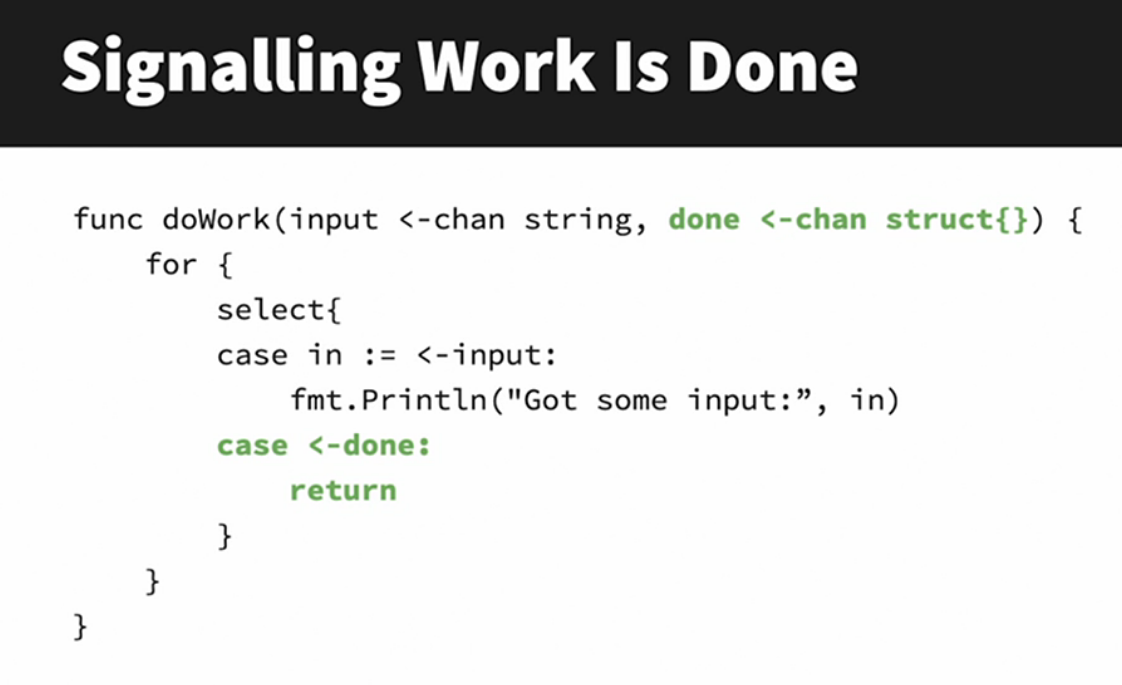 Signalling Work Is Done
func doWork(input <-chan string, done <-chan struct{}) {
    for {
        select{
        case in := <-input:
            fmt.Println("Got some input:”, in)
        case <-done:
            return
        }
    }
}